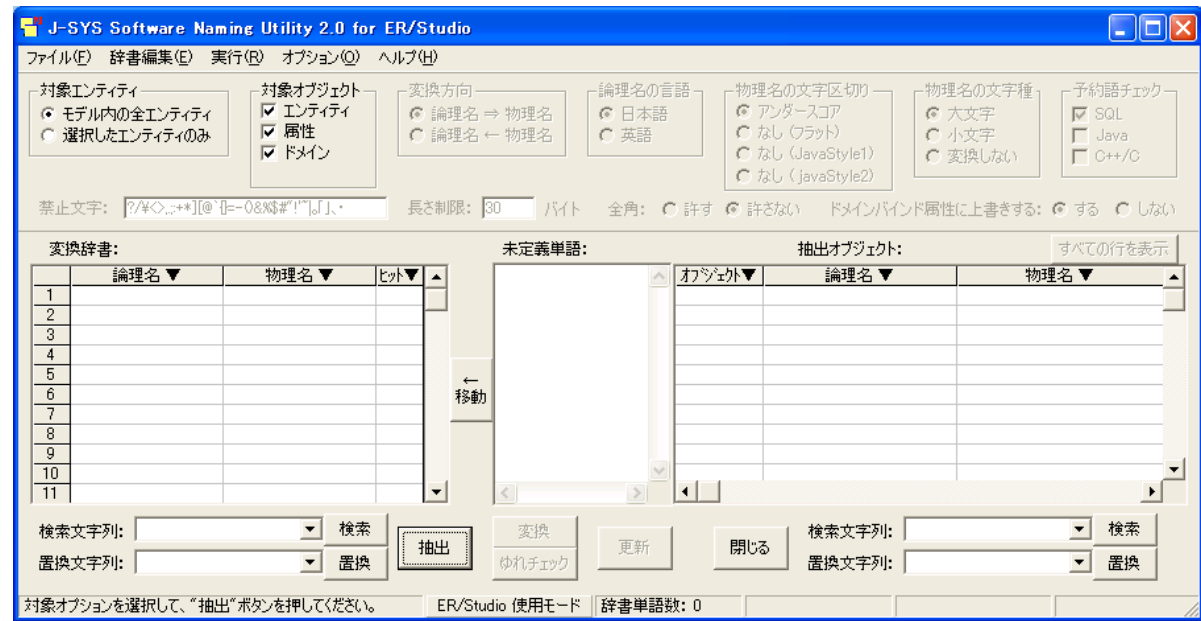 J-SYS Software Naming Utility 2.0 for ER/Studio
ファイル(F) 辞書編集(E) 実行(R) オプション(O) ヘルプ(H)
対象エンティティ
モデル内の全エンティティ
選択したエンティティのみ
対象オブジェクト
エンティティ
属性
ドメイン
変換方向
論理名 ⇒ 物理名
論理名 ← 物理名
論理名の言語
日本語
英語
物理名の文字区切り
アンダースコア
なし (フラット)
なし (JavaStyle1)
なし ( javaStyle2)
物理名の文字種
大文字
小文字
変換しない
予約語チェック
SQL
Java
C++/C
禁止文字:
長さ制限: 30 バイト
全角: 許す 許さない
ドメインバインド属性に上書きする: する しない
変換辞書:
未定義単語:
抽出オブジェクト:
すべての行を表示
論理名▼ 物理名▼ ヒット▼
オブジェクト▼ 論理名▼ 物理名▼
1
2
3
4
5
6
7
8
9
10
11
←
移動
検索文字列: 検索
置換文字列: 置換
抽出
変換
ゆれチェック
更新
閉じる
検索文字列: 検索
置換文字列: 置換
対象オプションを選択して、"抽出"ボタンを押してください。 ER/Studio 使用モード 辞書単語数: 0